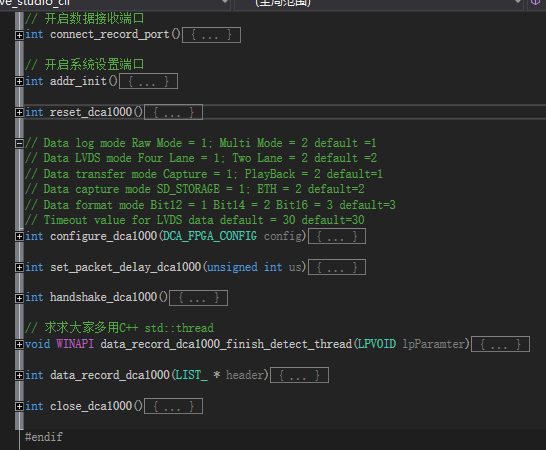 ve_studio_cli (全局范围)
// 开启数据接收端口
int connect_record_port(){ ... }
// 开启系统设置端口
int addr_init(){ ... }
int reset_dca1000(){ ... }
// Data log mode Raw Mode = 1; Multi Mode = 2 default =1
// Data LVDS mode Four Lane = 1; Two Lane = 2 default =2
// Data transfer mode Capture = 1; PlayBack = 2 default=1
// Data capture mode SD_STORAGE = 1; ETH = 2 default=2
// Data format mode Bit12 = 1 Bit14 = 2 Bit16 = 3 default=3
// Timeout value for LVDS data default = 30 default=30
int configure_dca1000(DCA_FPGA_CONFIG config){ ... }
int set_packet_delay_dca1000(unsigned int us){ ... }
int handshake_dca1000(){ ... }
// 求求大家多用C++ std::thread
void WINAPI data_record_dca1000_finish_detect_thread(LPVOID lpParamter){ ... }
int data_record_dca1000(LIST_ * header){ ... }
int close_dca1000(){ ... }
#endif